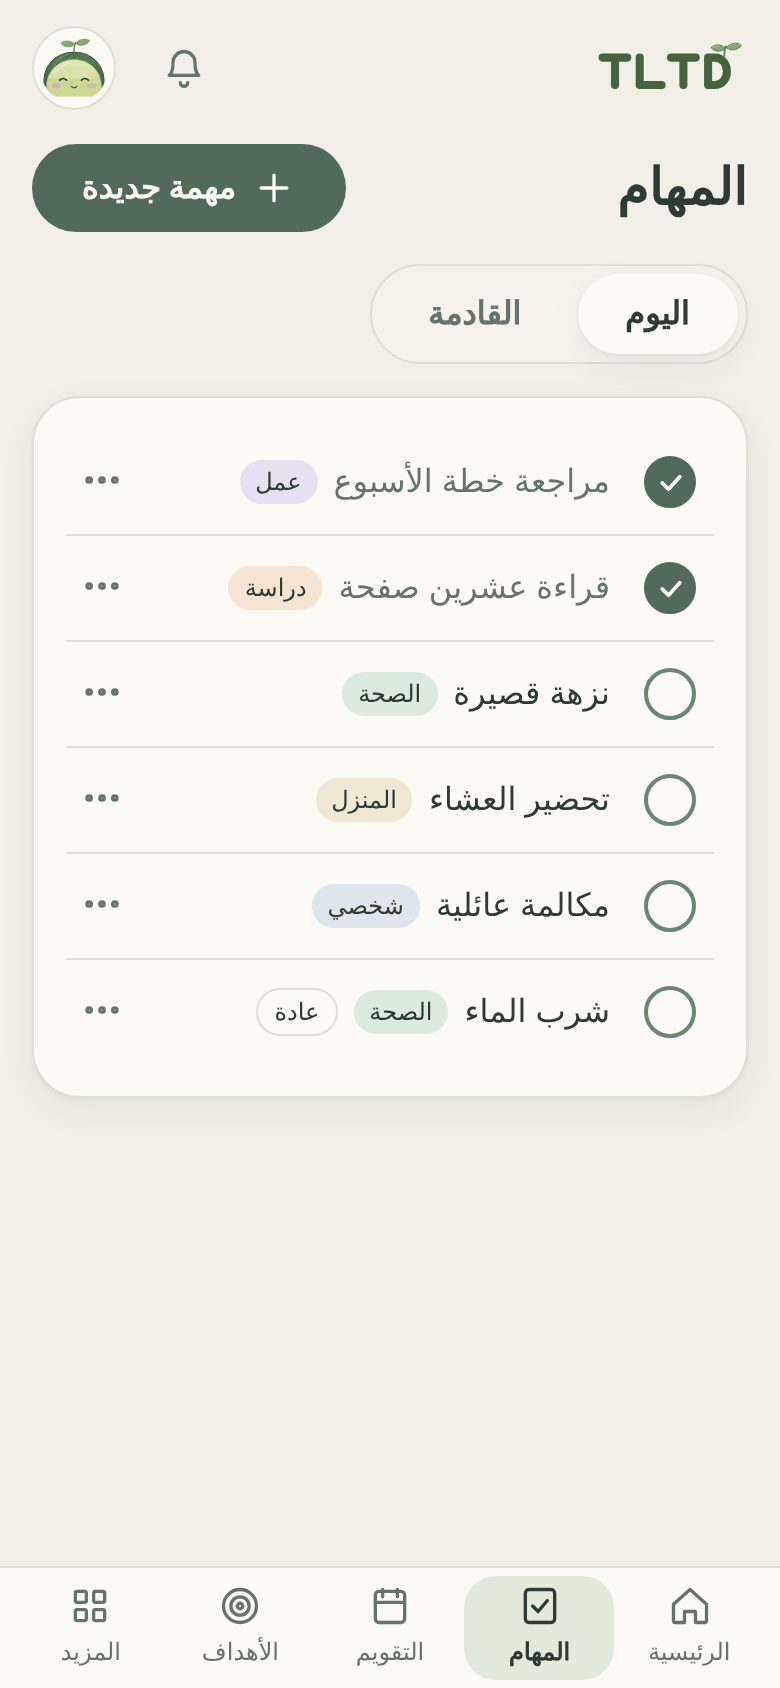 TLTD
المهام
مهمة جديدة
اليوم
القادمة
مراجعة خطة الأسبوع عمل
قراءة عشرين صفحة دراسة
نزهة قصيرة الصحة
تحضير العشاء المنزل
مكالمة عائلية شخصي
شرب الماء الصحة عادة
الرئيسية
المهام
التقويم
الأهداف
المزيد